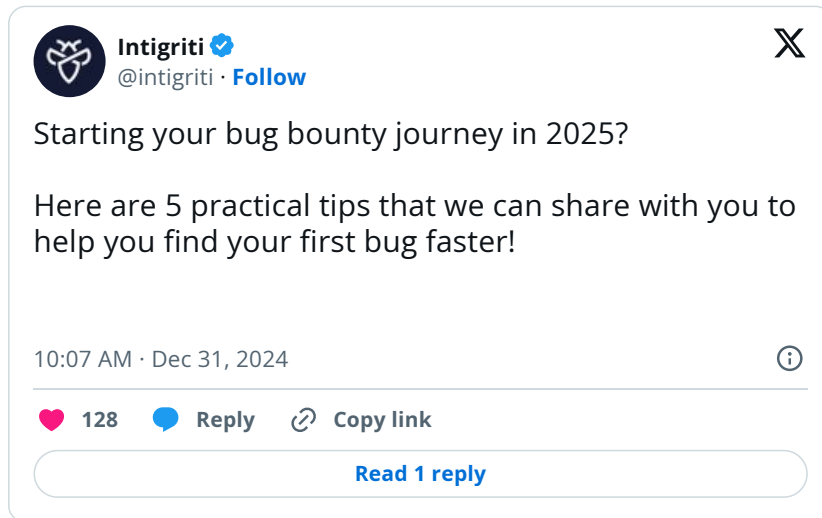 Intigriti
@intigriti · Follow
Starting your bug bounty journey in 2025?
Here are 5 practical tips that we can share with you to
help you find your first bug faster!
10:07 AM · Dec 31, 2024
128 Reply Copy link
Read 1 reply